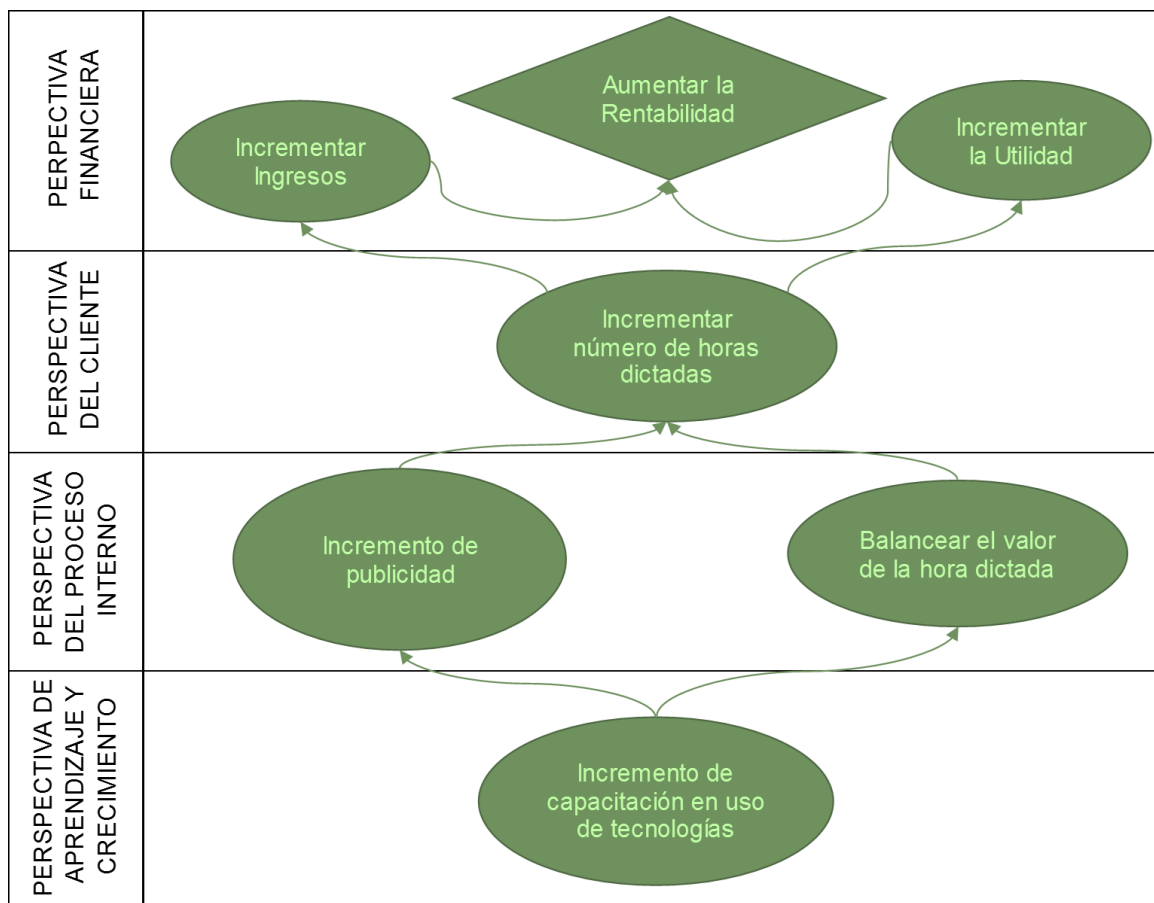 PERPECTIVA
FINANCIERA
Aumentar la
Rentabilidad
Incrementar
Ingresos
Incrementar
la Utilidad
PERSPECTIVA
DEL CLIENTE
Incrementar
número de horas
dictadas
PERSPECTIVA
DEL PROCESO
INTERNO
Incremento de
publicidad
Balancear el valor
de la hora dictada
PERSPECTIVA DE
APRENDIZAJE Y
CRECIMIENTO
Incremento de
capacitación en uso
de tecnologías